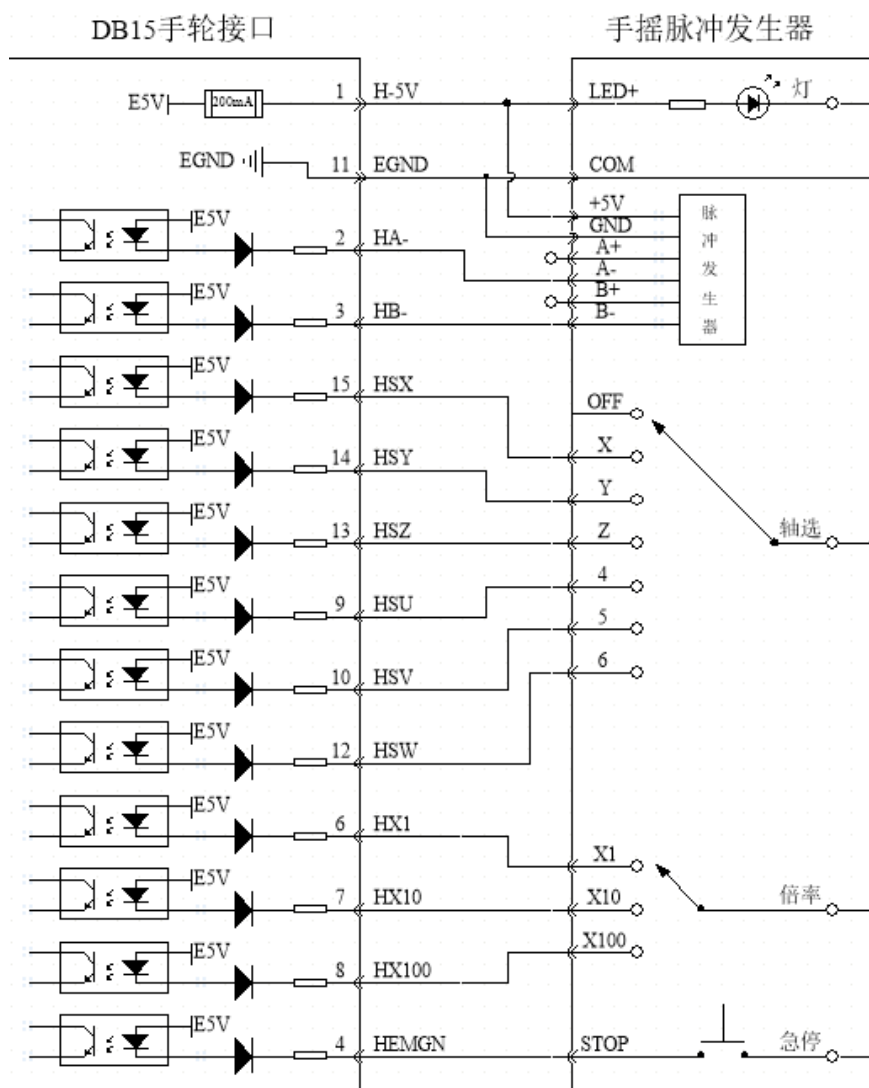 DB15手轮接口 手摇脉冲发生器
E5V 200mA 1 H-5V LED+ 灯
EGND 11 EGND COM
+5V
GND
A+
A-
B+
B-
脉
冲
发
生
器
E5V
2 HA-
E5V
3 HB-
E5V
15 HSX OFF
X
E5V
14 HSY Y
E5V
13 HSZ Z 轴选
E5V
9 HSU 4
5
E5V
10 HSV 6
E5V
12 HSW
E5V
6 HX1 X1
E5V
7 HX10 X10 倍率
X100
E5V
8 HX100
E5V
4 HEMGN STOP 急停